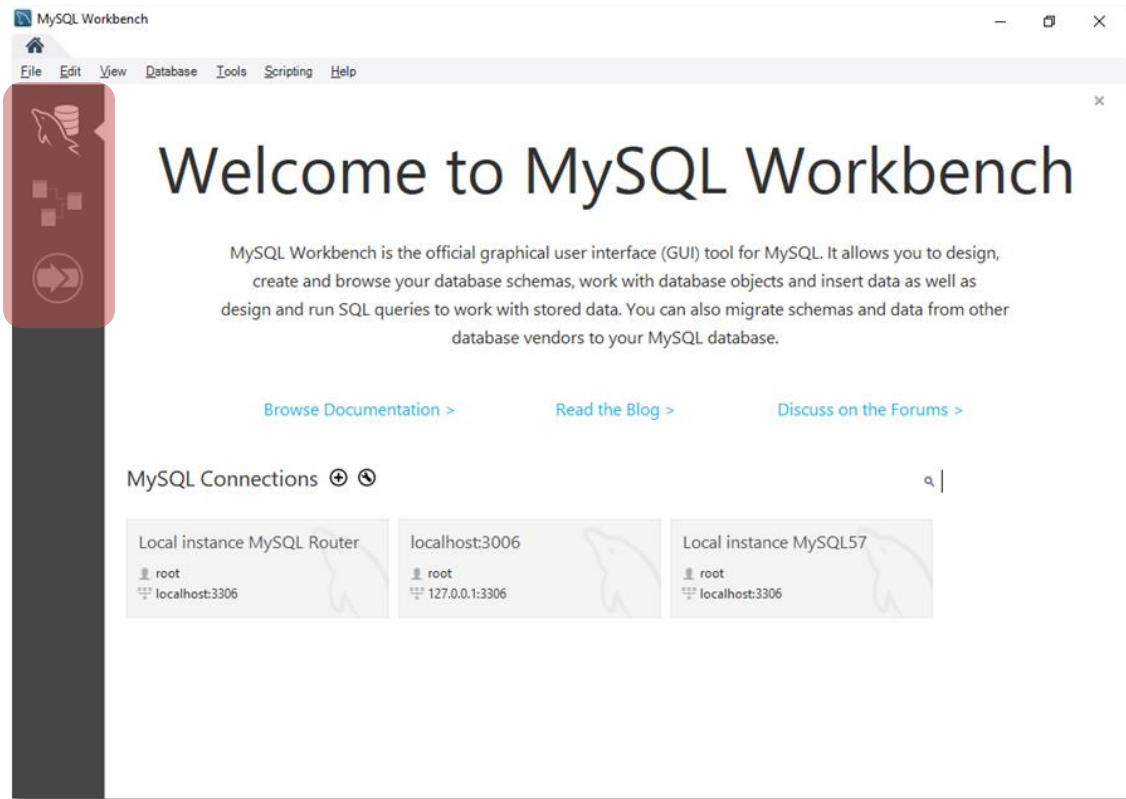 MySQL Workbench
File Edit View Database Tools Scripting Help
Welcome to MySQL Workbench
MySQL Workbench is the official graphical user interface (GUI) tool for MySQL. It allows you to design,
create and browse your database schemas, work with database objects and insert data as well as
design and run SQL queries to work with stored data. You can also migrate schemas and data from other
database vendors to your MySQL database.
Browse Documentation > Read the Blog > Discuss on the Forums >
MySQL Connections
Local instance MySQL Router localhost:3006 Local instance MySQL57
root root root
localhost:3306 127.0.0.1:3306 localhost:3306